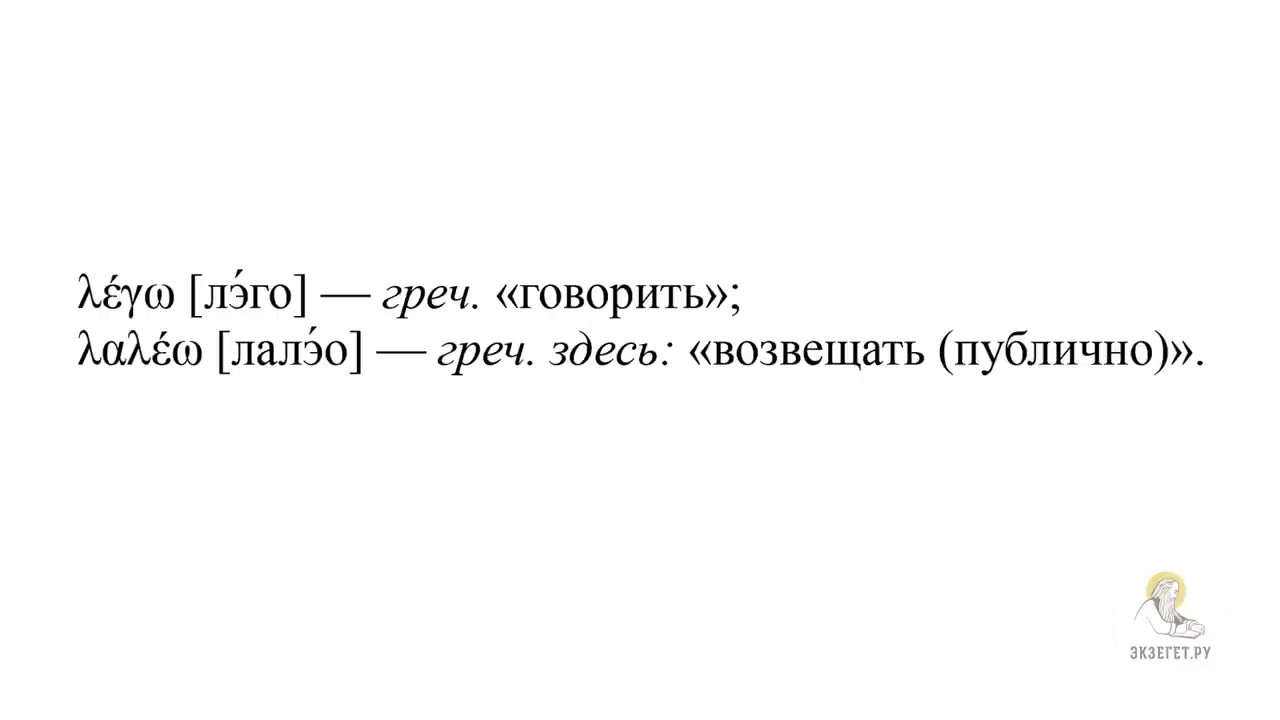 λέγω [лэ́го] — греч. «говорить»;
λαλέω [лалэ́о] — греч. здесь: «возвещать (публично)».
ЭКЗЕГЕТ.РУ